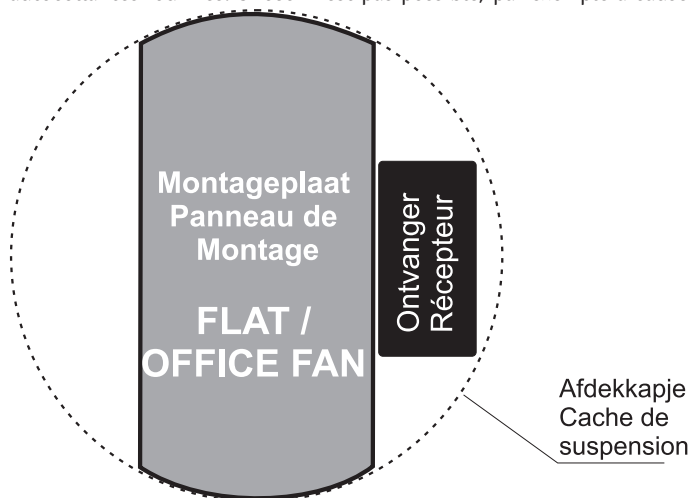 Montageplaat
Panneau de
Montage
FLAT /
OFFICE FAN
Ontvanger
Récepteur
Afdekkapje
Cache de
suspension